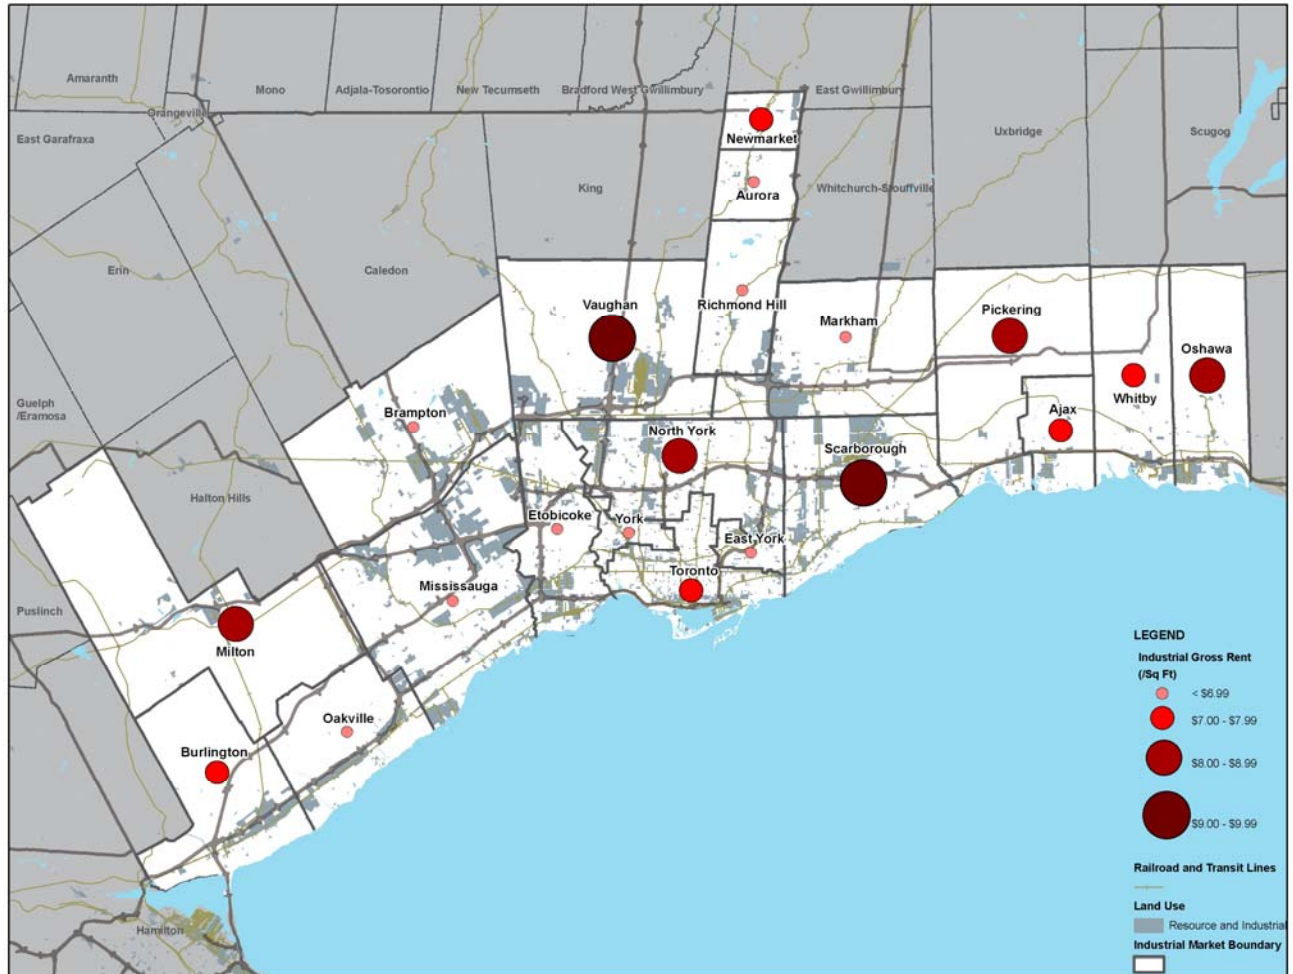 Amaranth
Mono
Adjala-Tosorontio
New Tecumseth
Bradford West Gwillimbury
East Gwillimbury
Orangeville
East Garafraxa
Newmarket
Uxbridge
Scugog
King
Aurora
Whitchurch-Stouffville
Erin
Caledon
Vaughan
Richmond Hill
Markham
Pickering
Oshawa
Guelph
/Eramosa
Brampton
Whitby
Ajax
North York
Scarborough
Halton Hills
Etobicoke
York
East York
Toronto
Mississauga
Puslinch
Milton
Oakville
Burlington
Hamilton
LEGEND
Industrial Gross Rent
(/Sq Ft)
< $6.99
$7.00 - $7.99
$8.00 - $8.99
$9.00 - $9.99
Railroad and Transit Lines
Land Use
Resource and Industrial
Industrial Market Boundary